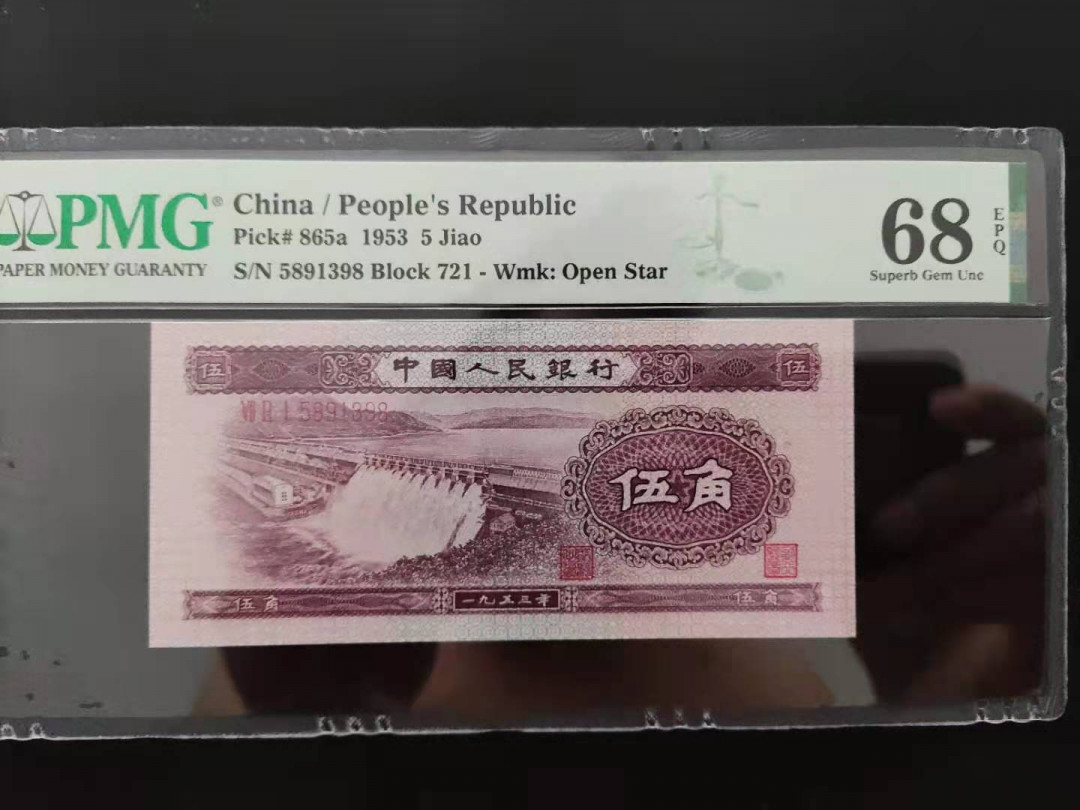 PMG®
PAPER MONEY GUARANTY
China / People's Republic
Pick# 865a 1953 5 Jiao
S/N 5891398 Block 721 - Wmk: Open Star
68
EPQ
Superb Gem Unc
伍
中國人民銀行
伍
ⅦRI 5891398
伍角
伍角
一九五三年
伍角